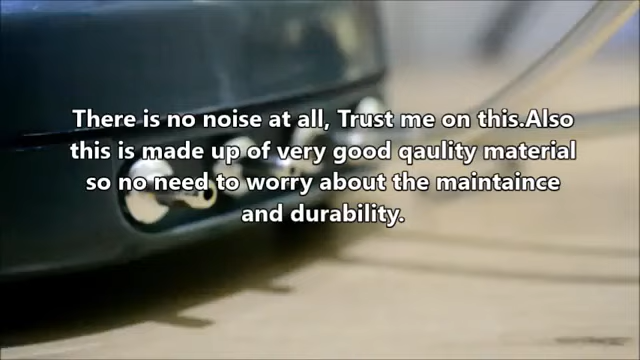 There is no noise at all, Trust me on this.Also
this is made up of very good qaulity material
so no need to worry about the maintaince
and durability.